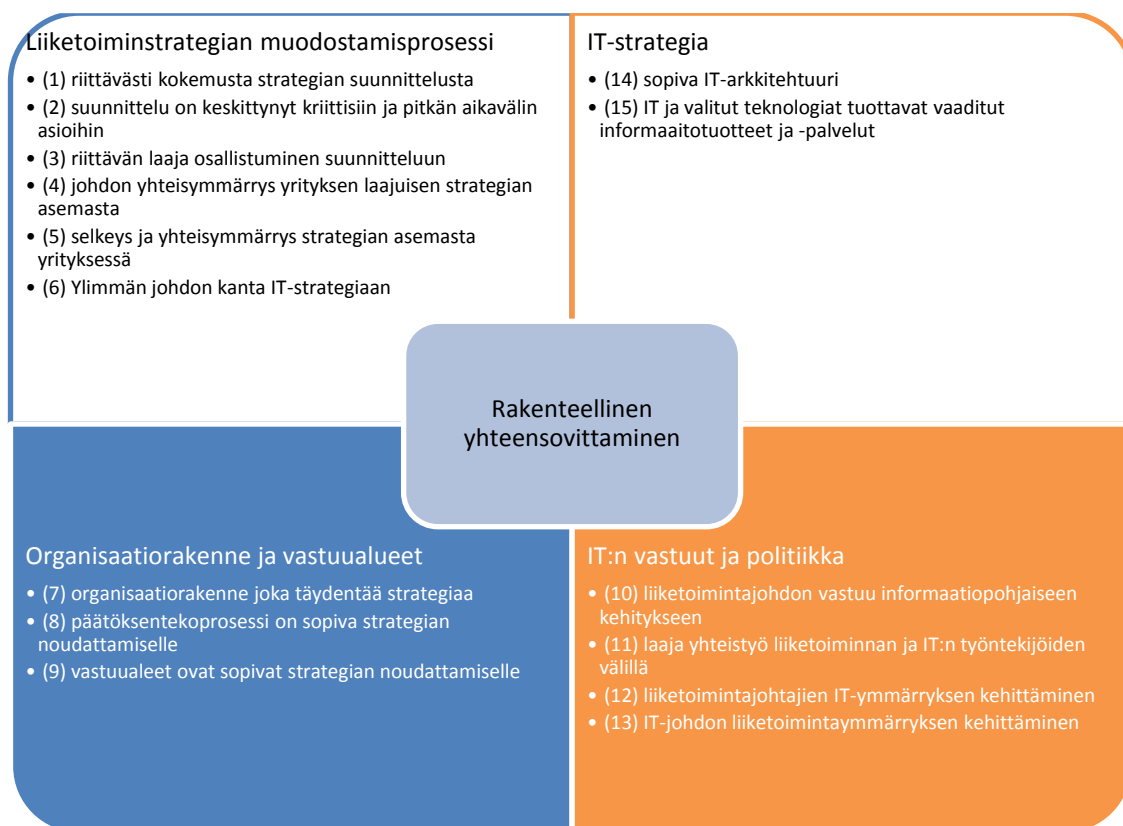 Liiketoiminstrategian muodostamisprosessi
• (1) riittävästi kokemusta strategian suunnittelusta
• (2) suunnittelu on keskittynyt kriittisiin ja pitkän aikavälin
asioihin
• (3) riittävän laaja osallistuminen suunnitteluun
• (4) johdon yhteisymmärrys yrityksen laajuisen strategian
asemasta
• (5) selkeys ja yhteisymmärrys strategian asemasta
yrityksessä
• (6) Ylimmän johdon kanta IT-strategiaan
IT-strategia
• (14) sopiva IT-arkkitehtuuri
• (15) IT ja valitut teknologiat tuottavat vaaditut
informaaitotuotteet ja -palvelut
Rakenteellinen
yhteensovittaminen
Organisaatiorakenne ja vastuualueet
• (7) organisaatiorakenne joka täydentää strategiaa
• (8) päätöksentekoprosessi on sopiva strategian
noudattamiselle
• (9) vastuualeet ovat sopivat strategian noudattamiselle
IT:n vastuut ja politiikka
• (10) liiketoimintajohdon vastuu informaatiopohjaiseen
kehitykseen
• (11) laaja yhteistyö liiketoiminnan ja IT:n työntekijöiden
välillä
• (12) liiketoimintajohtajien IT-ymmärryksen kehittäminen
• (13) IT-johdon liiketoimintaymmärryksen kehittäminen